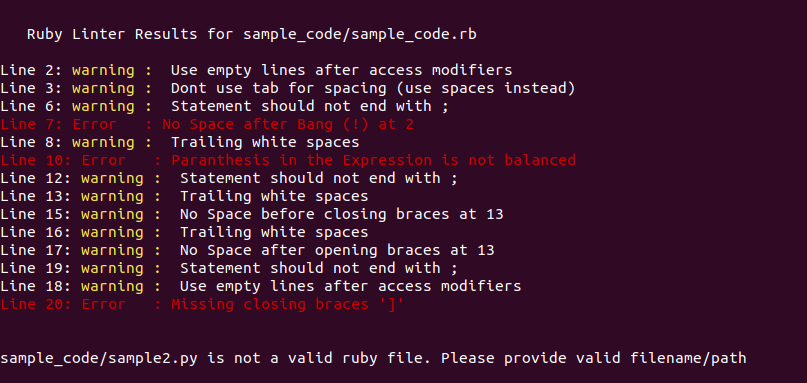 Ruby Linter Results for sample_code/sample_code.rb
Line 2: warning : Use empty lines after access modifiers
Line 3: warning : Dont use tab for spacing (use spaces instead)
Line 6: warning : Statement should not end with ;
Line 7: Error : No Space after Bang (!) at 2
Line 8: warning : Trailing white spaces
Line 10: Error : Paranthesis in the Expression is not balanced
Line 12: warning : Statement should not end with ;
Line 13: warning : Trailing white spaces
Line 15: warning : No Space before closing braces at 13
Line 16: warning : Trailing white spaces
Line 17: warning : No Space after opening braces at 13
Line 19: warning : Statement should not end with ;
Line 18: warning : Use empty lines after access modifiers
Line 20: Error : Missing closing braces ']'
sample_code/sample2.py is not a valid ruby file. Please provide valid filename/path